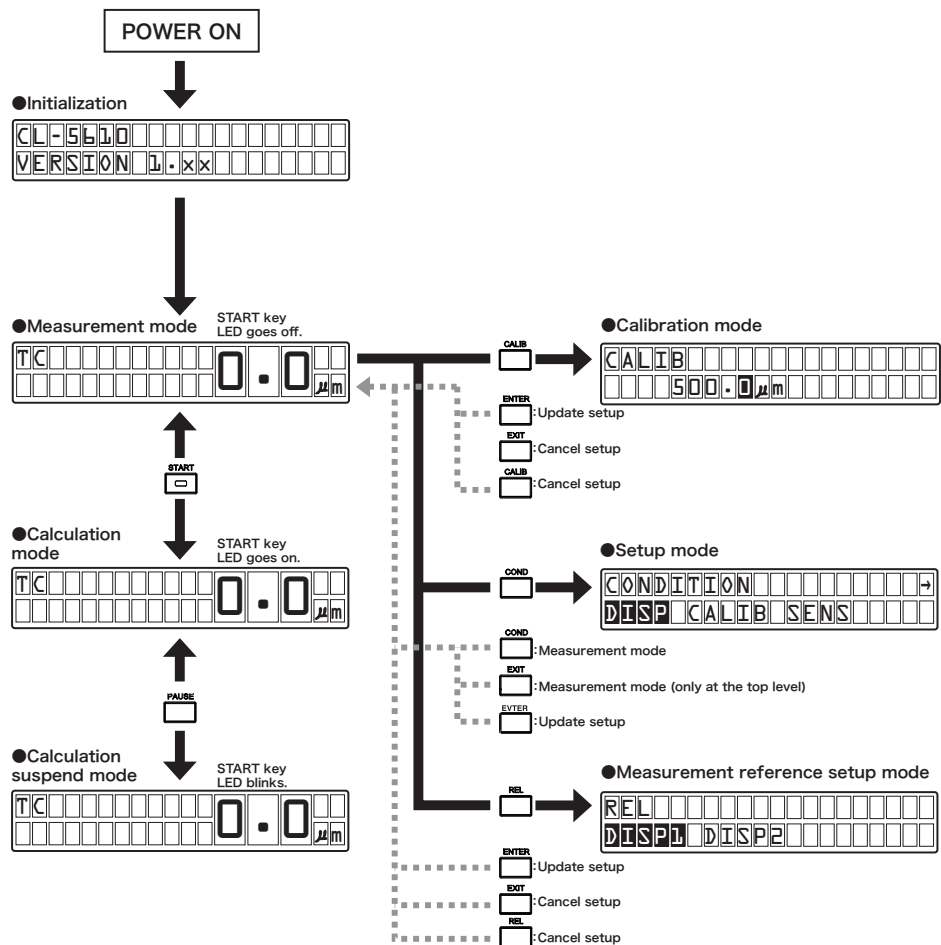 POWER ON
●Initialization
CL-5610
VERSION 1.xx
●Measurement mode
START key
LED goes off.
TC
0.0
μm
START
●Calculation
mode
START key
LED goes on.
TC
0.0
μm
PAUSE
●Calculation
suspend mode
START key
LED blinks.
TC
0.0
μm
CALIB
●Calibration mode
CALIB
500.0μm
ENTER
:Update setup
EXIT
:Cancel setup
CALIB
:Cancel setup
COND
●Setup mode
CONDITION →
DISP CALIB SENS
COND
:Measurement mode
EXIT
:Measurement mode (only at the top level)
EVTER
:Update setup
REL
●Measurement reference setup mode
REL
DISP1 DISP2
ENTER
:Update setup
EXIT
:Cancel setup
REL
:Cancel setup